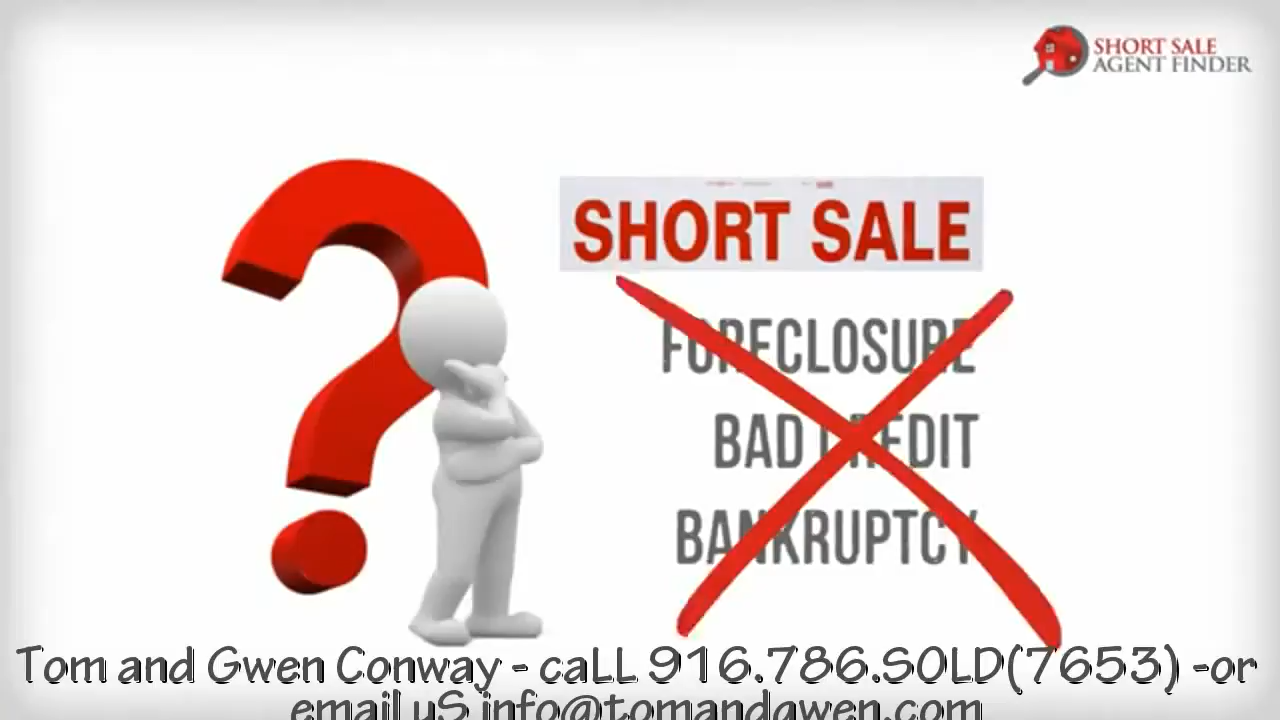 SHORT SALE
AGENT FINDER
SHORT SALE
FORECLOSURE
BAD CREDIT
BANKRUPTCY
Tom and Gwen Conway - caLL 916.786.SOLD(7653) -or
email uS info@tomandgwen.com